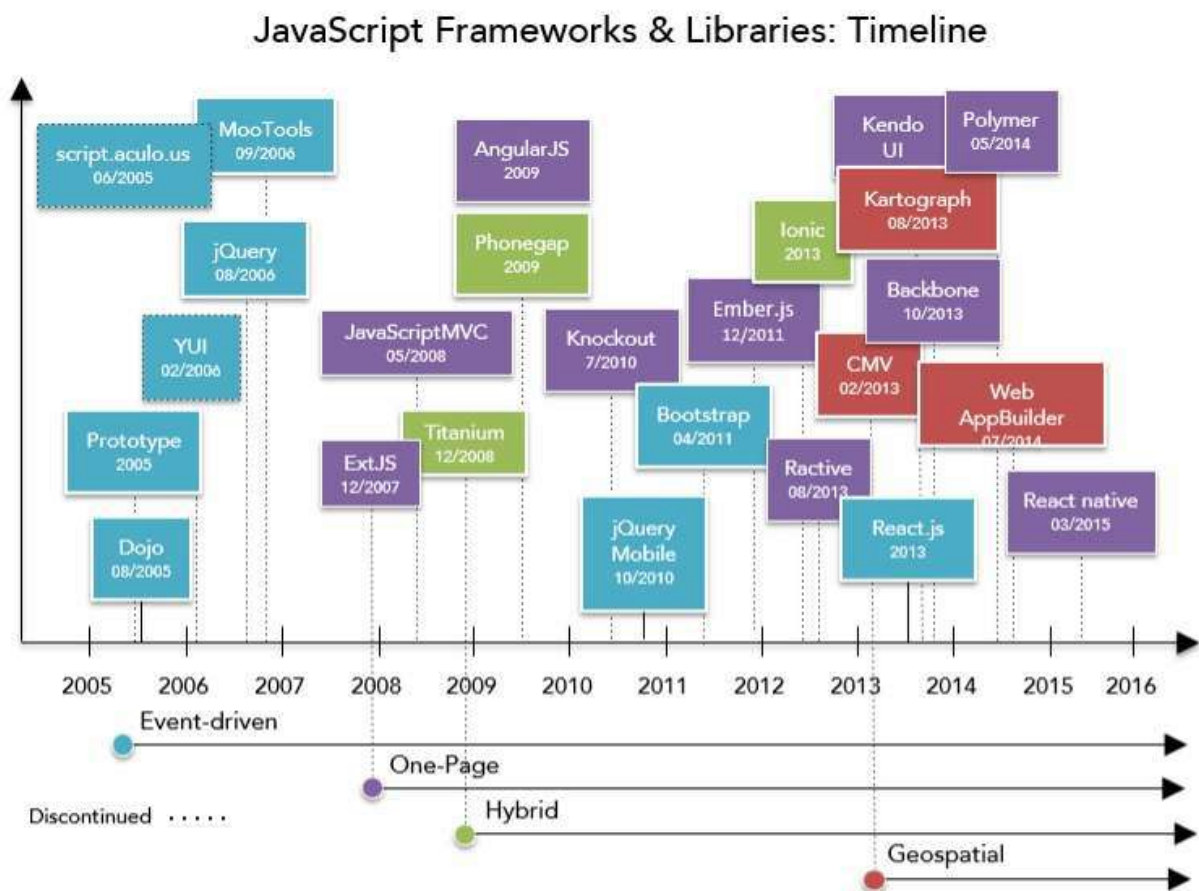 JavaScript Frameworks & Libraries: Timeline
script.aculo.us
06/2005
MooTools
09/2006
jQuery
08/2006
YUI
02/2006
Prototype
2005
Dojo
08/2005
AngularJS
2009
Phonegap
2009
JavaScriptMVC
05/2008
Titanium
12/2008
ExtJS
12/2007
Knockout
7/2010
Bootstrap
04/2011
jQuery
Mobile
10/2010
Ember.js
12/2011
Ionic
2013
Kendo
UI
Polymer
05/2014
Kartograph
08/2013
Backbone
10/2013
CMV
02/2013
Web
AppBuilder
07/2014
Ractive
08/2013
React.js
2013
React native
03/2015
2005 2006 2007 2008 2009 2010 2011 2012 2013 2014 2015 2016
Event-driven
One-Page
Discontinued .....
Hybrid
Geospatial